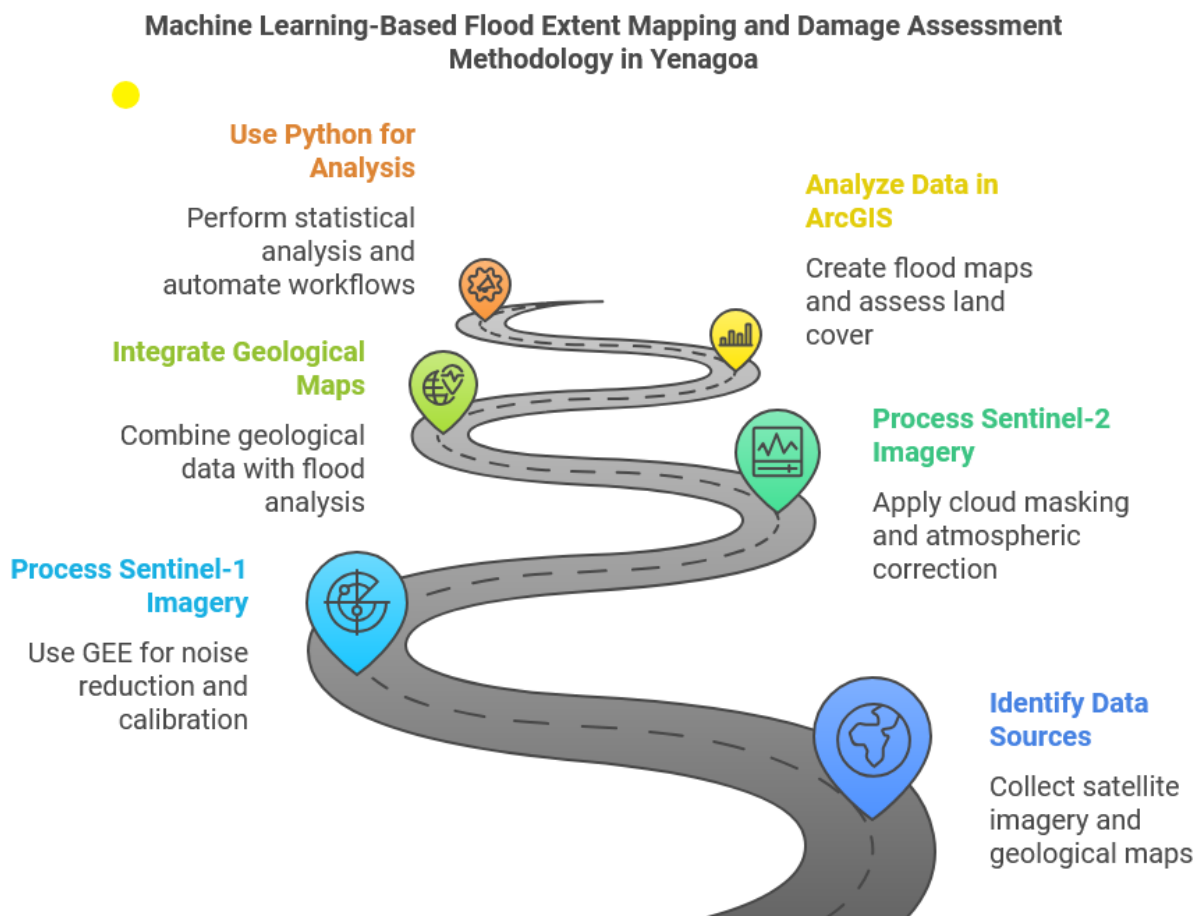 Machine Learning-Based Flood Extent Mapping and Damage Assessment
Methodology in Yenagoa
Use Python for
Analysis
Perform statistical
analysis and
automate workflows
Analyze Data in
ArcGIS
Create flood maps
and assess land
cover
Integrate Geological
Maps
Combine geological
data with flood
analysis
Process Sentinel-2
Imagery
Apply cloud masking
and atmospheric
correction
Process Sentinel-1
Imagery
Use GEE for noise
reduction and
calibration
Identify Data
Sources
Collect satellite
imagery and
geological maps